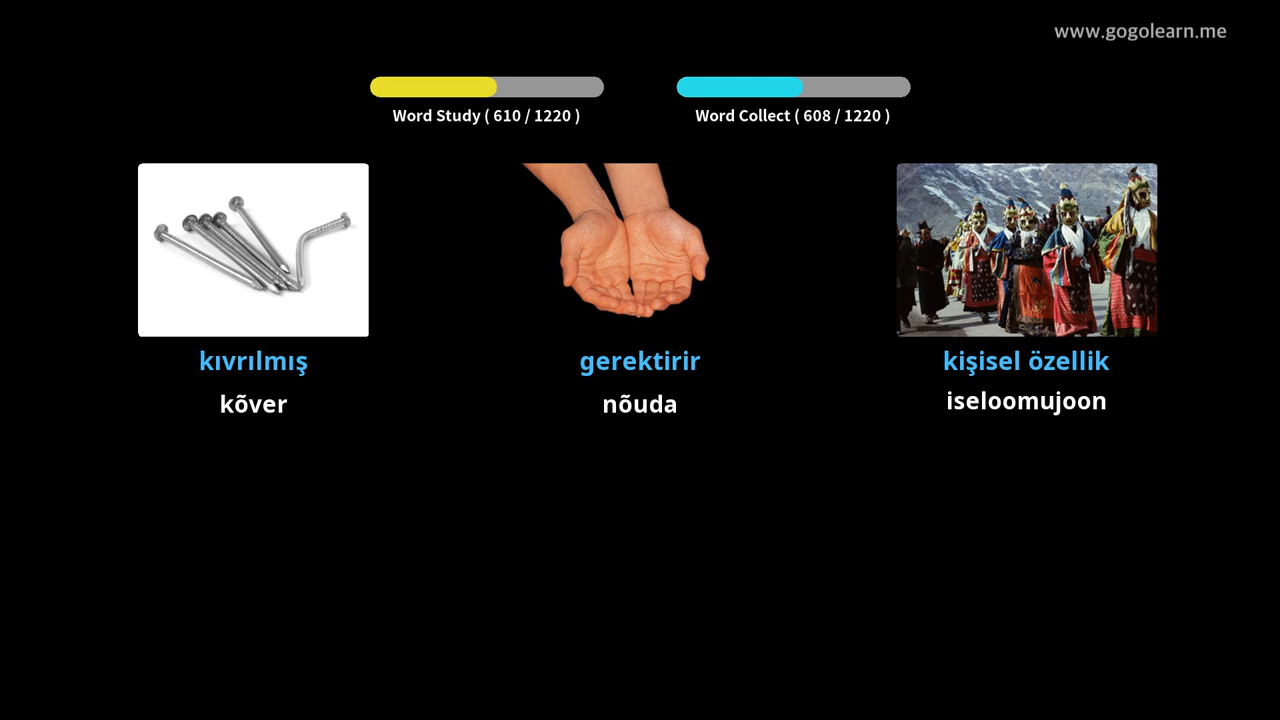 www.gogolearn.me
Word Study ( 610 / 1220 )
Word Collect ( 608 / 1220 )
kıvrılmış
kõver
gerektirir
nõuda
kişisel özellik
iseloomujoon